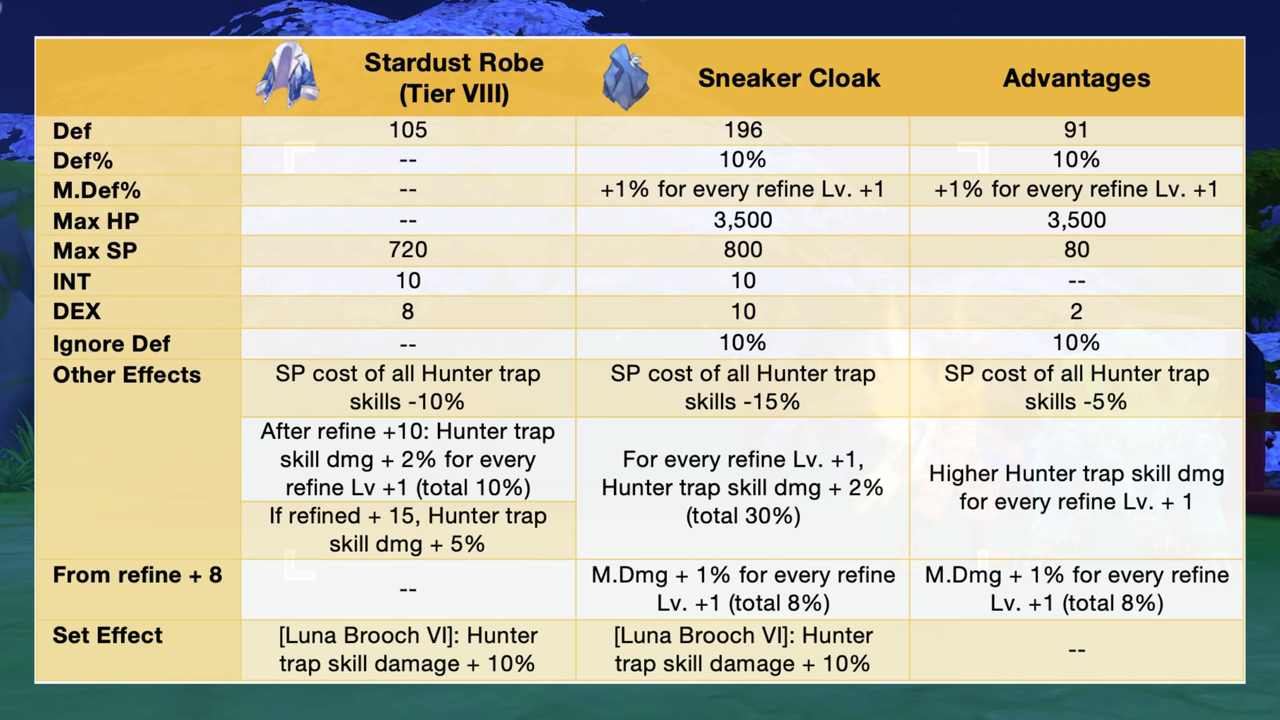 Stardust Robe
(Tier VIII)
Sneaker Cloak
Advantages
Def
105
196
91
Def%
--
10%
10%
M.Def%
--
+1% for every refine Lv. +1
+1% for every refine Lv. +1
Max HP
--
3,500
3,500
Max SP
720
800
80
INT
10
10
--
DEX
8
10
2
Ignore Def
--
10%
10%
Other Effects
SP cost of all Hunter trap
skills -10%
SP cost of all Hunter trap
skills -15%
SP cost of all Hunter trap
skills -5%
After refine +10: Hunter trap
skill dmg + 2% for every
refine Lv +1 (total 10%)
If refined + 15, Hunter trap
skill dmg + 5%
For every refine Lv. +1,
Hunter trap skill dmg + 2%
(total 30%)
Higher Hunter trap skill dmg
for every refine Lv. + 1
From refine + 8
--
M.Dmg + 1% for every refine
Lv. +1 (total 8%)
M.Dmg + 1% for every refine
Lv. +1 (total 8%)
Set Effect
[Luna Brooch VI]: Hunter
trap skill damage + 10%
[Luna Brooch VI]: Hunter
trap skill damage + 10%
--